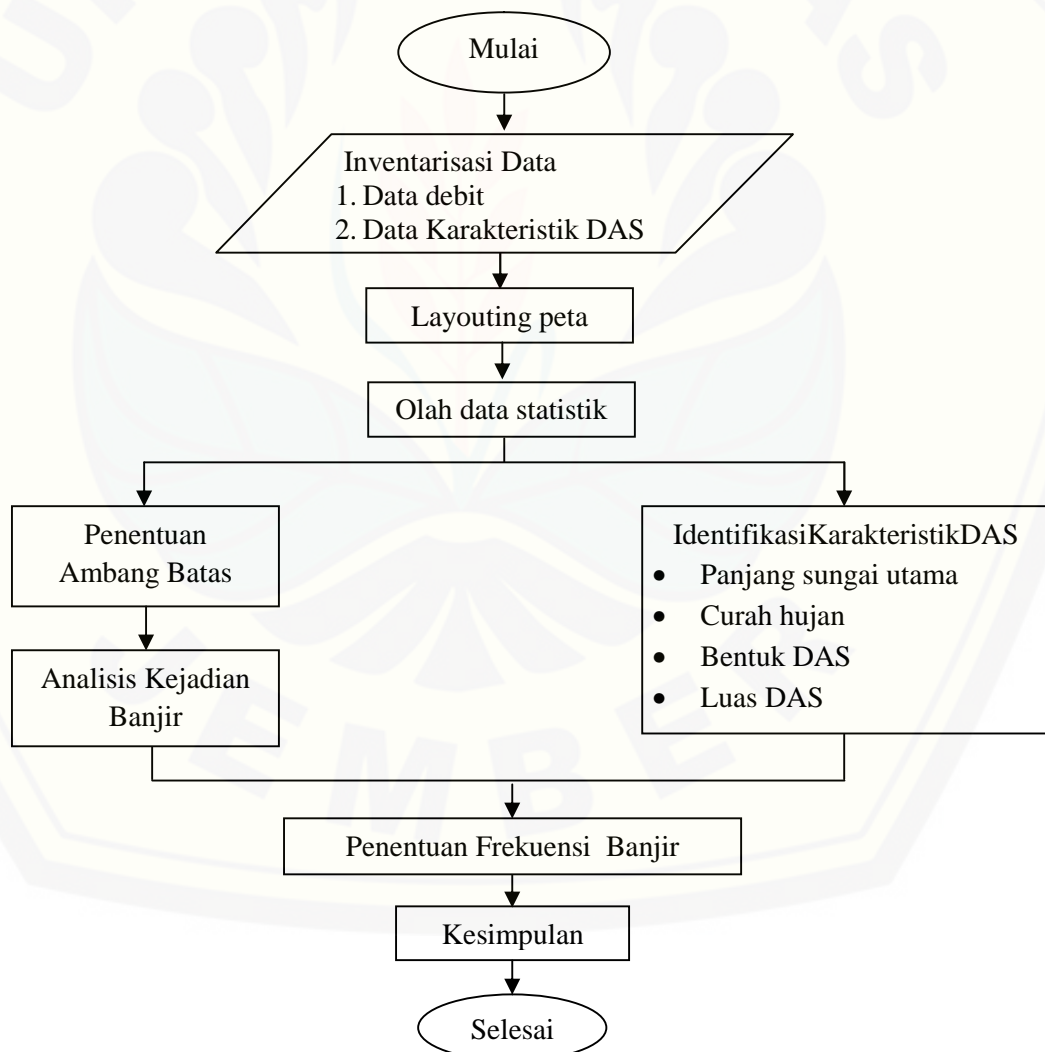 Mulai
Inventarisasi Data
1. Data debit
2. Data Karakteristik DAS
Layouting peta
Olah data statistik
Penentuan
Ambang Batas
Analisis Kejadian
Banjir
IdentifikasiKarakteristikDAS
• Panjang sungai utama
• Curah hujan
• Bentuk DAS
• Luas DAS
Penentuan Frekuensi Banjir
Kesimpulan
Selesai
JEMBER